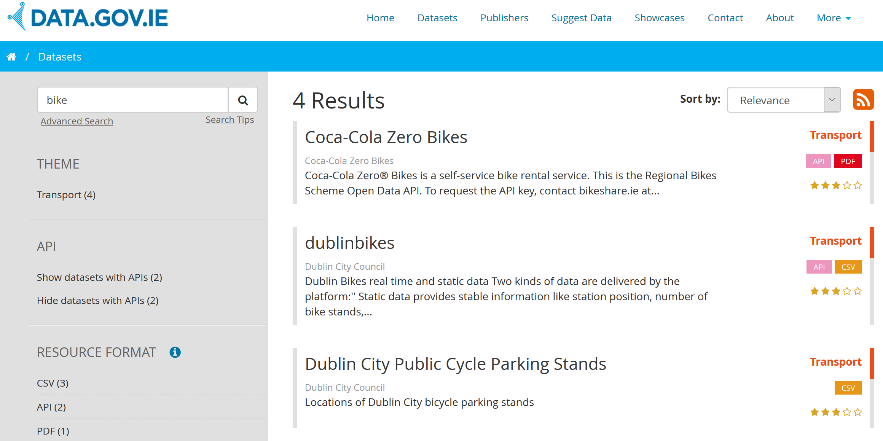 DATA.GOV.IE
Home Datasets Publishers Suggest Data Showcases Contact About More
/ Datasets
bike
Advanced Search Search Tips
THEME
Transport (4)
API
Show datasets with APIs (2)
Hide datasets with APIs (2)
RESOURCE FORMAT
CSV (3)
API (2)
PDF (1)
4 Results
Sort by: Relevance
Coca-Cola Zero Bikes
Transport
Coca-Cola Zero Bikes
API PDF
Coca-Cola Zero® Bikes is a self-service bike rental service. This is the Regional Bikes
Scheme Open Data API. To request the API key, contact bikeshare.ie at...
dublinbikes
Transport
Dublin City Council
API CSV
Dublin Bikes real time and static data Two kinds of data are delivered by the
platform:" Static data provides stable information like station position, number of
bike stands,...
Dublin City Public Cycle Parking Stands
Transport
Dublin City Council
CSV
Locations of Dublin City bicycle parking stands